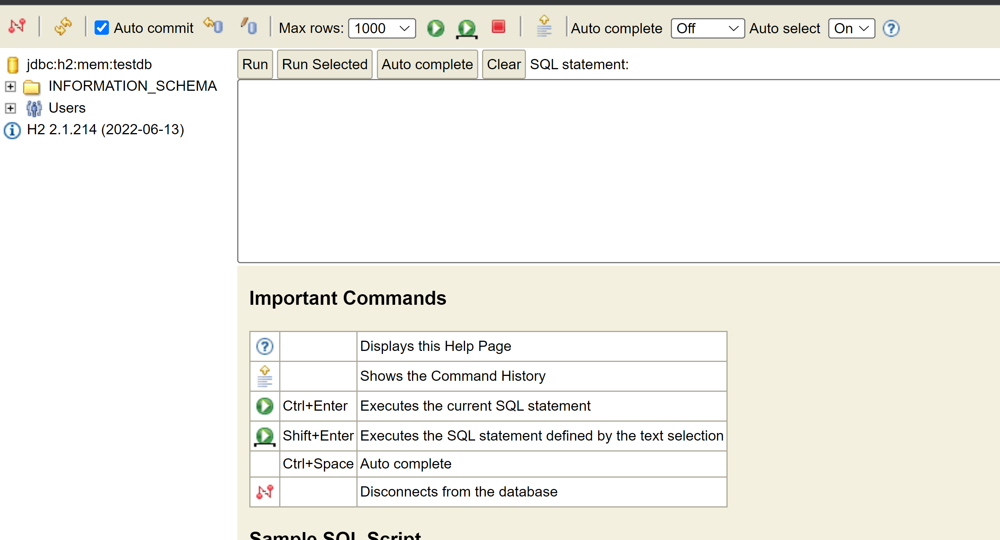 Auto commit Max rows: 1000 Auto complete Off Auto select On
jdbc:h2:mem:testdb
INFORMATION_SCHEMA
Users
H2 2.1.214 (2022-06-13)
Run Run Selected Auto complete Clear SQL statement:
Important Commands
Displays this Help Page
Shows the Command History
Ctrl+Enter Executes the current SQL statement
Shift+Enter Executes the SQL statement defined by the text selection
Ctrl+Space Auto complete
Disconnects from the database
Sample SQL Script